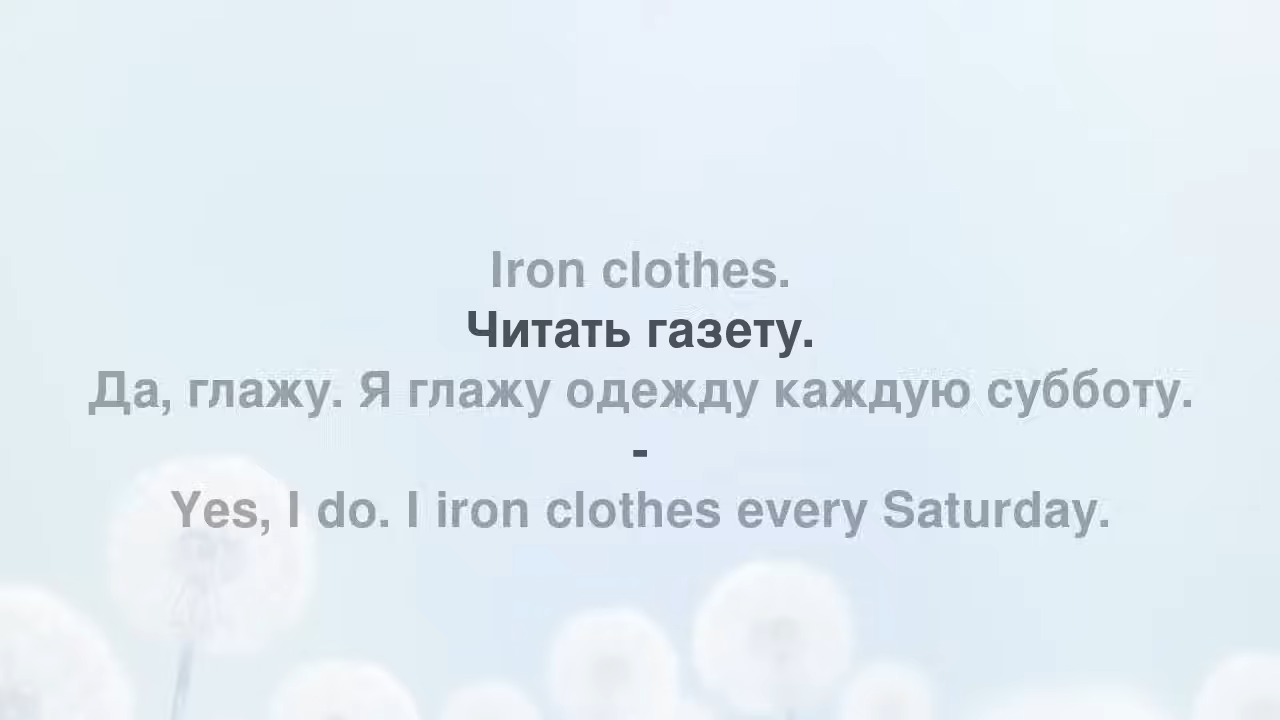 Iron clothes.
Читать газету.
Да, глажу. Я глажу одежду каждую субботу.
-
Yes, I do. I iron clothes every Saturday.